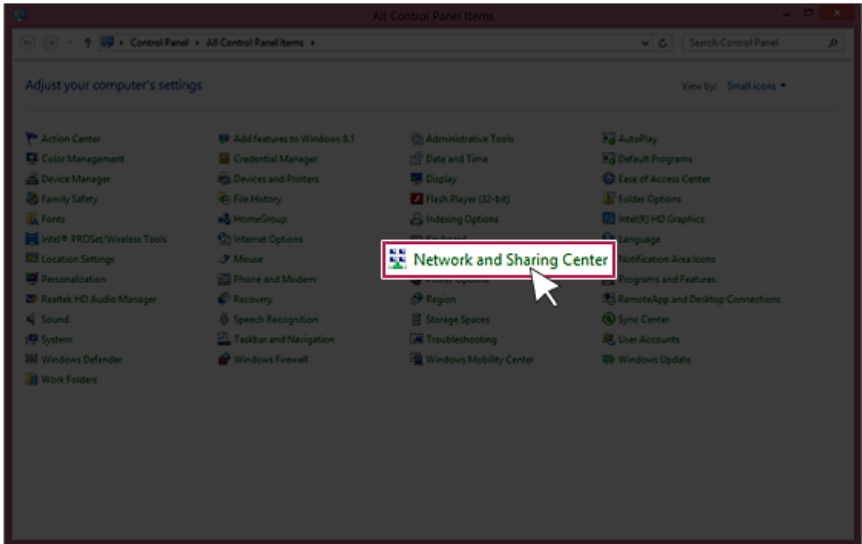 All Control Panel Items
Control Panel All Control Panel Items Search Control Panel
Adjust your computer's settings View by: Small icons
Action Center Add features to Windows 8.1 Administrative Tools AutoPlay
Color Management Credential Manager Date and Time Default Programs
Device Manager Devices and Printers Display Ease of Access Center
Family Safety File History Flash Player (32-bit) Folder Options
Fonts HomeGroup Indexing Options Intel(R) HD Graphics
Intel® PROSet/Wireless Tools Internet Options Language
Location Settings Mouse Network and Sharing Center Notification Area Icons
Personalization Phone and Modem Power Options Programs and Features
Realtek HD Audio Manager Recovery Region RemoteApp and Desktop Connections
Sound Speech Recognition Storage Spaces Sync Center
System Taskbar and Navigation Troubleshooting User Accounts
Windows Defender Windows Firewall Windows Mobility Center Windows Update
Work Folders